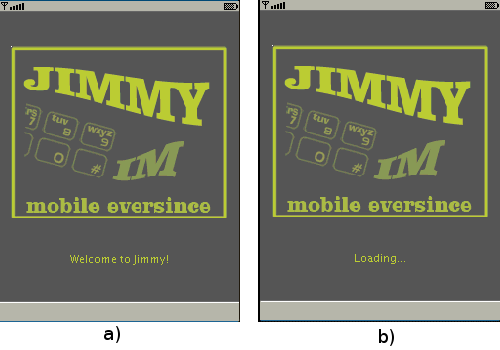 JIMMY
rs
7
tuv
8
wxyz
9
0
#
IM
mobile eversince
Welcome to Jimmy!
a)
JIMMY
rs
7
tuv
8
wxyz
9
0
#
IM
mobile eversince
Loading...
b)